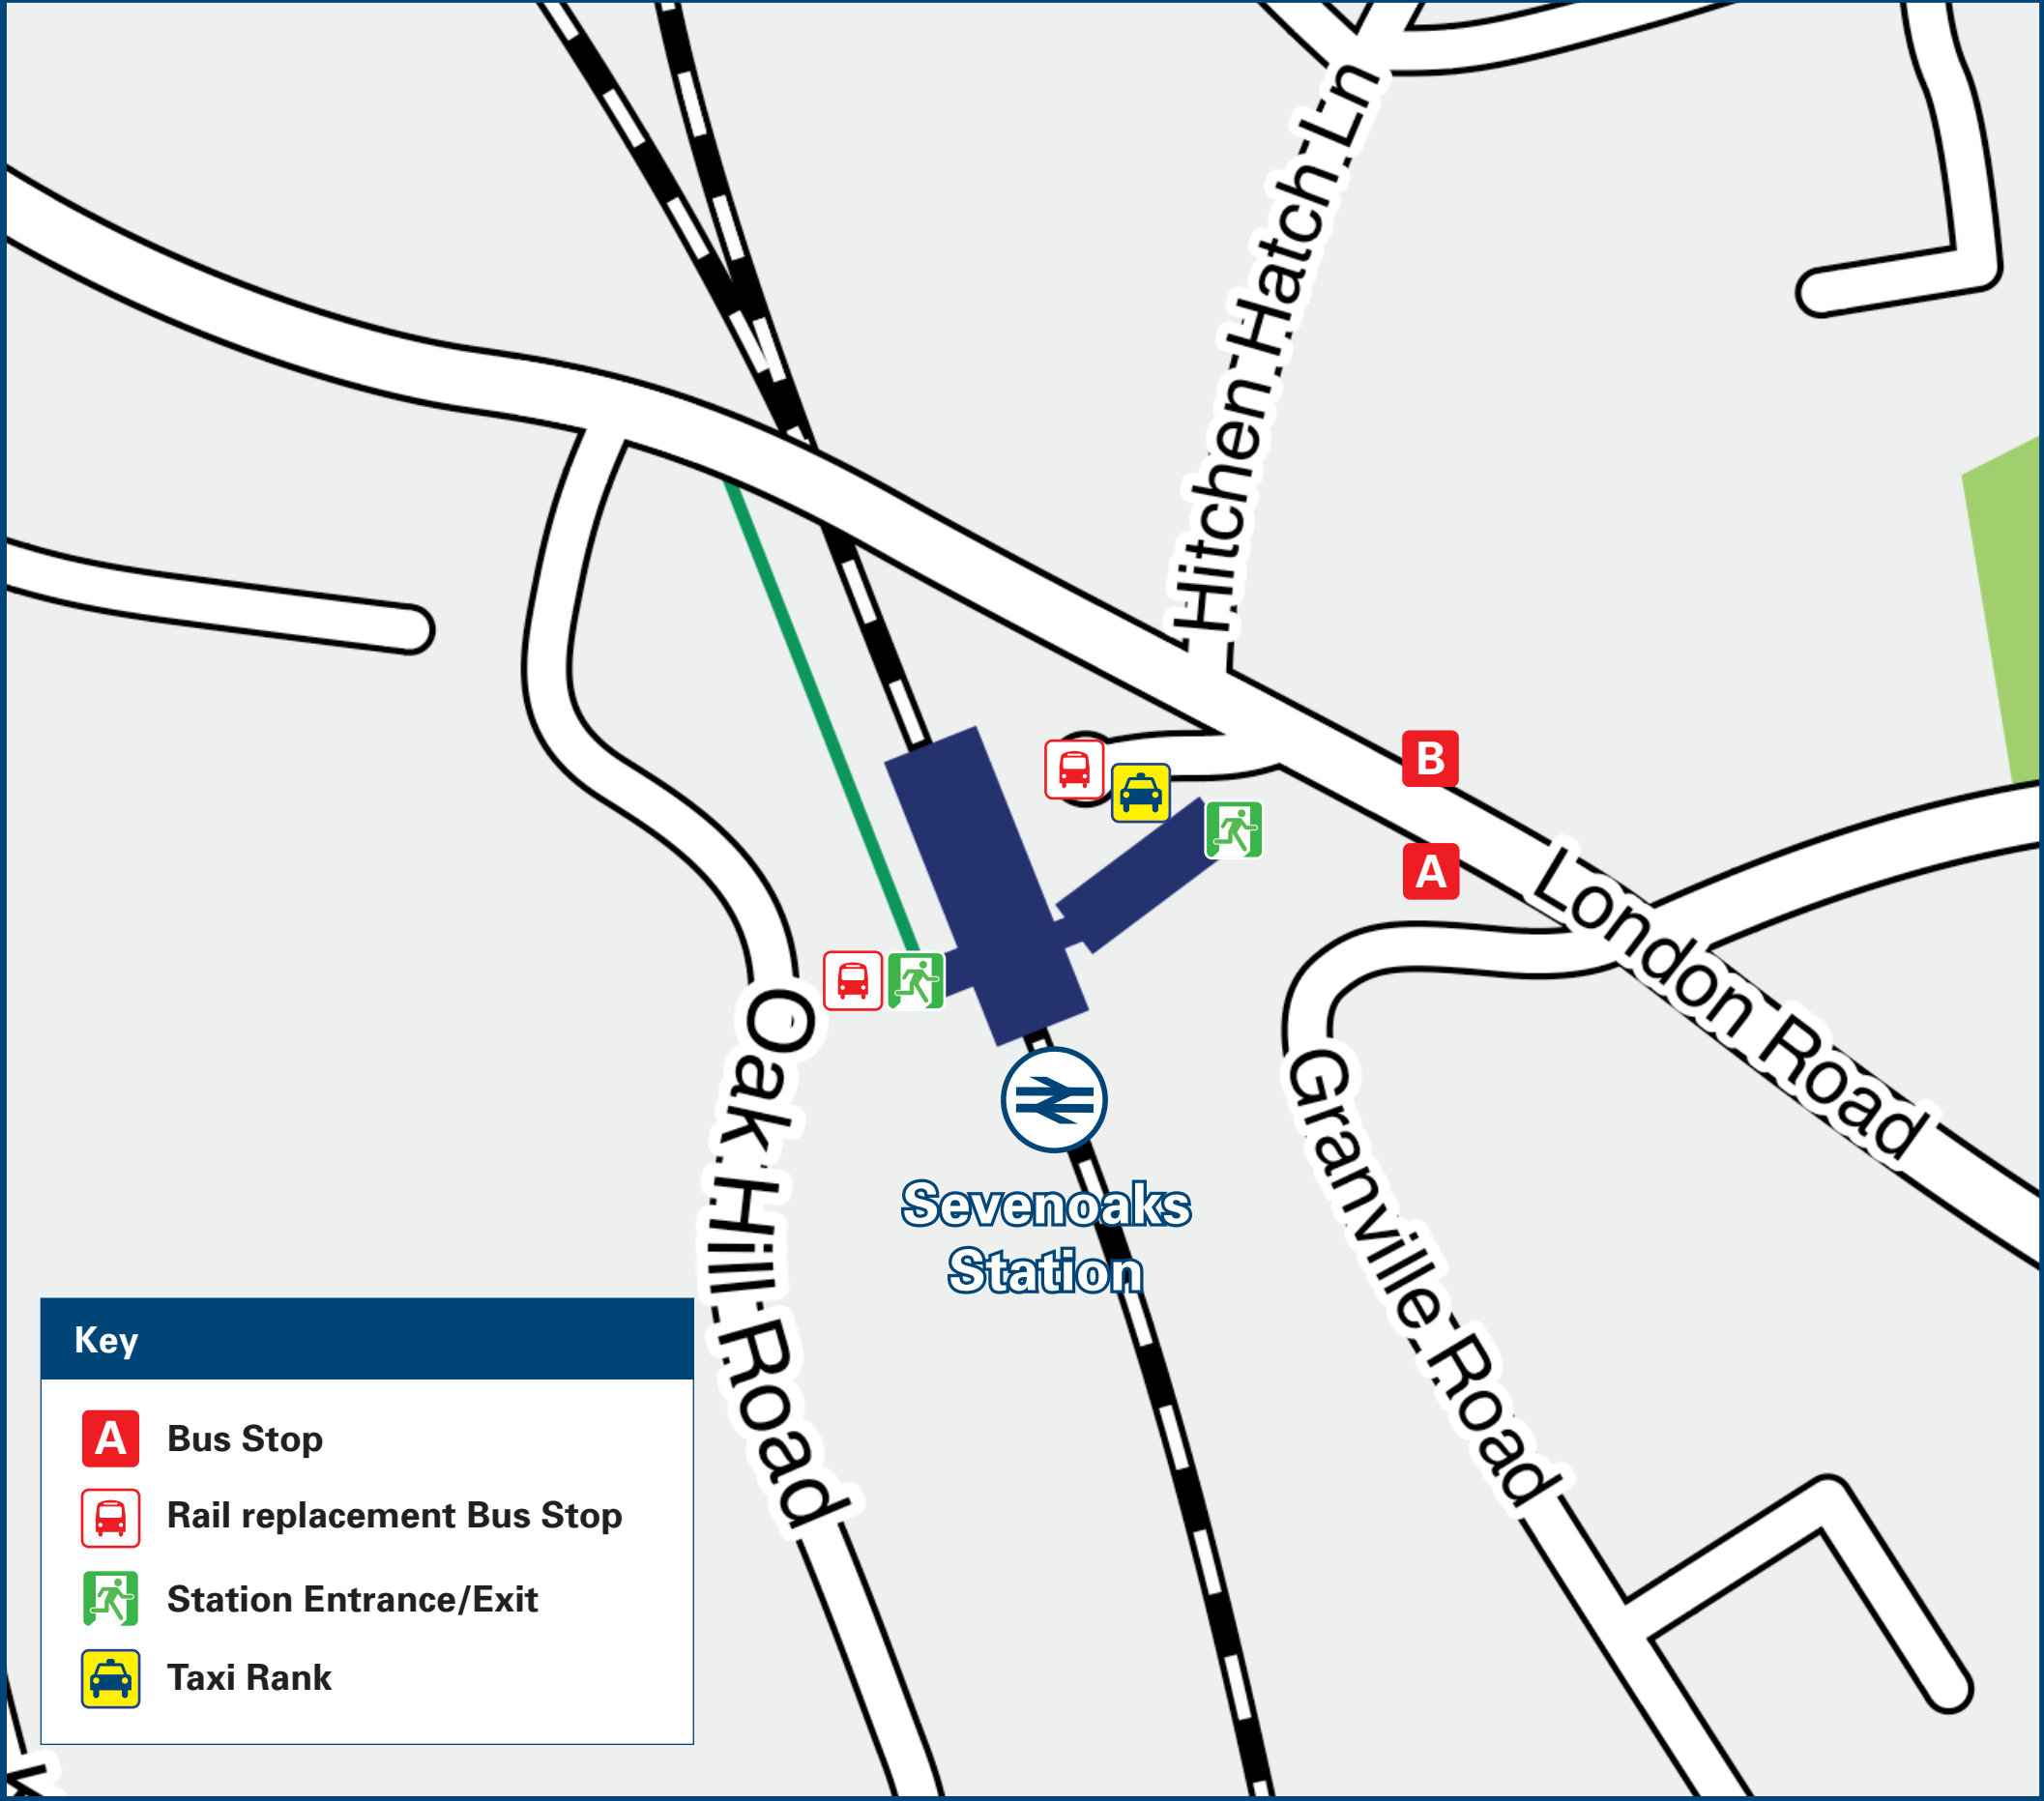 Hitchen Hatch Ln
B
A
London Road
Oak Hill Road
Granville Road
Sevenoaks
Station
Key
A Bus Stop
Rail replacement Bus Stop
Station Entrance/Exit
Taxi Rank